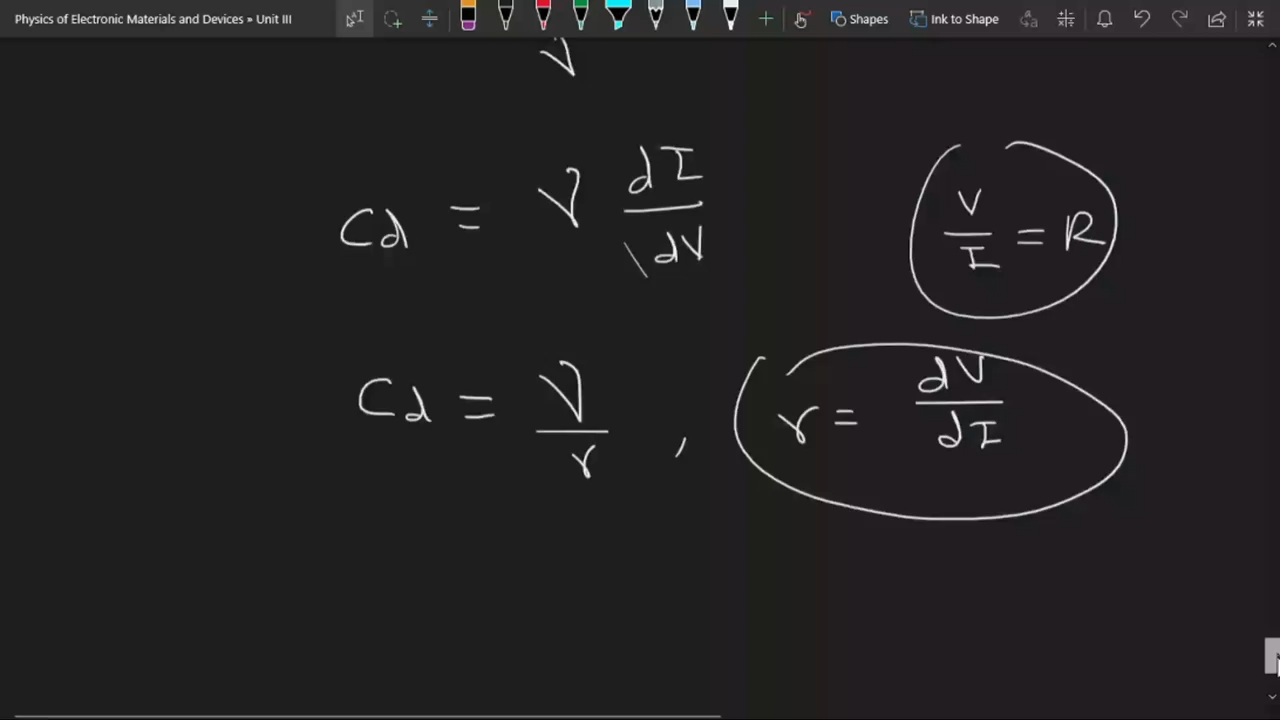 Physics of Electronic Materials and Devices » Unit III
Shapes
Ink to Shape
Cd = τ dI/dV
V/I = R
Cd = τ/r , r = dV/dI